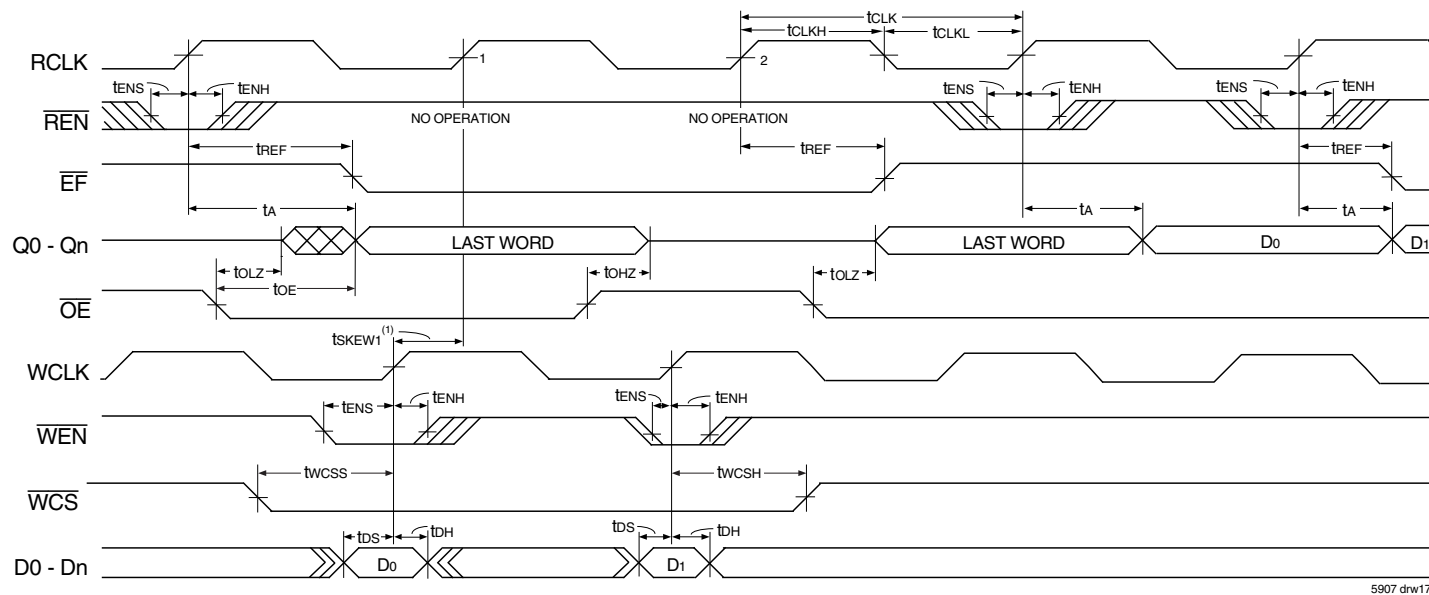 tCLK
tCLKH tCLKL
RCLK 1 2
tENS tENH tENS tENH tENS tENH
REN NO OPERATION NO OPERATION
tREF tREF tREF
EF
tA tA tA
Q0 - Qn LAST WORD LAST WORD D0 D1
tOLZ tOHZ tOLZ
tOE
OE
tSKEW1(1)
WCLK
tENS tENH tENS tENH
WEN
tWCSS tWCSH
WCS
tDS tDH tDS tDH
D0 - Dn D0 D1
5907 drw17